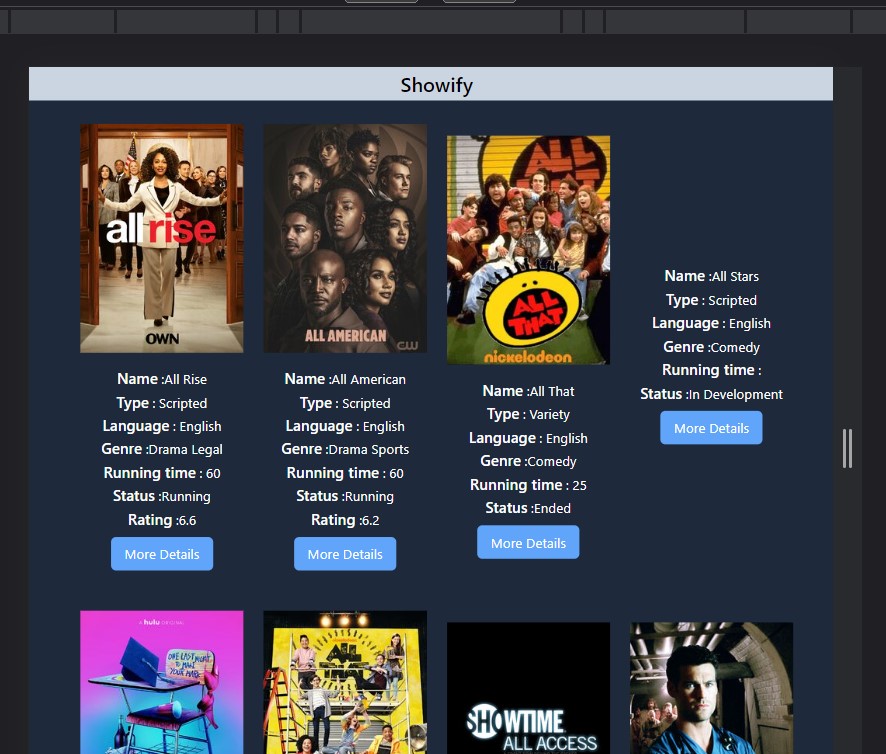 Showify
all rise
OWN
Name :All Rise
Type : Scripted
Language : English
Genre :Drama Legal
Running time : 60
Status :Running
Rating :6.6
More Details
ALL AMERICAN
CW
Name :All American
Type : Scripted
Language : English
Genre :Drama Sports
Running time : 60
Status :Running
Rating :6.2
More Details
ALL
ALL
THAT
nickelodeon
Name :All That
Type : Variety
Language : English
Genre :Comedy
Running time : 25
Status :Ended
More Details
Name :All Stars
Type : Scripted
Language : English
Genre :Comedy
Running time :
Status :In Development
More Details
hulu ORIGINAL
ONE LAST NIGHT
TO MAKE
YOUR MARK
ALL
SHOWTIME
ALL ACCESS